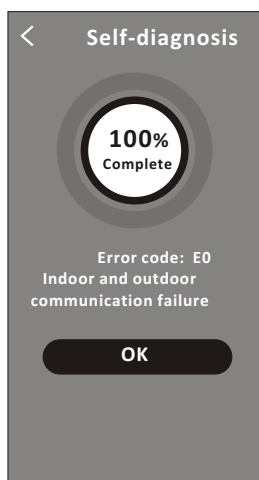 Self-diagnosis
100%
Complete
Error code: E0
Indoor and outdoor
communication failure
OK